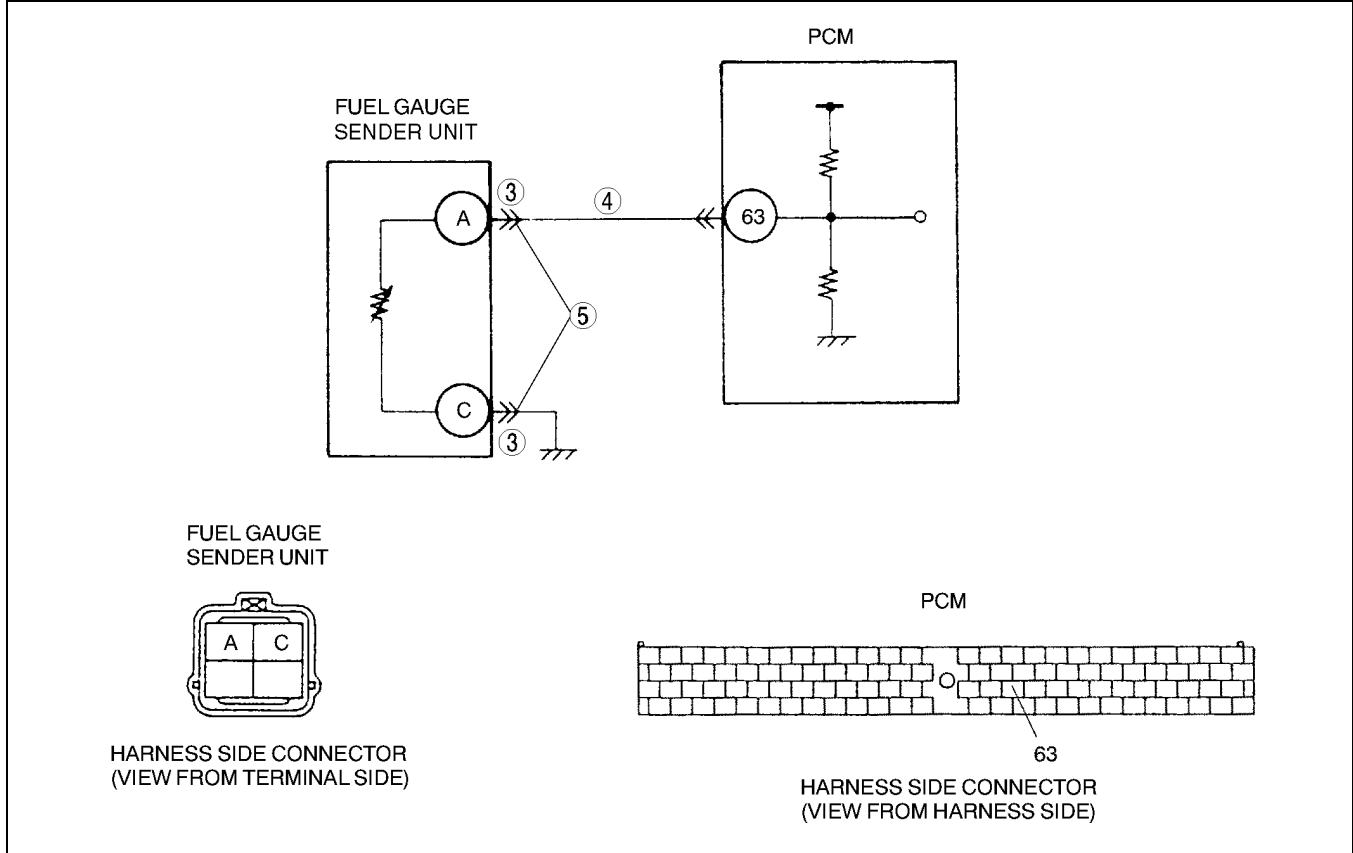 PCM
FUEL GAUGE
SENDER UNIT
A
③
④
63
⑤
C
③
FUEL GAUGE
SENDER UNIT
A C
HARNESS SIDE CONNECTOR
(VIEW FROM TERMINAL SIDE)
PCM
63
HARNESS SIDE CONNECTOR
(VIEW FROM HARNESS SIDE)